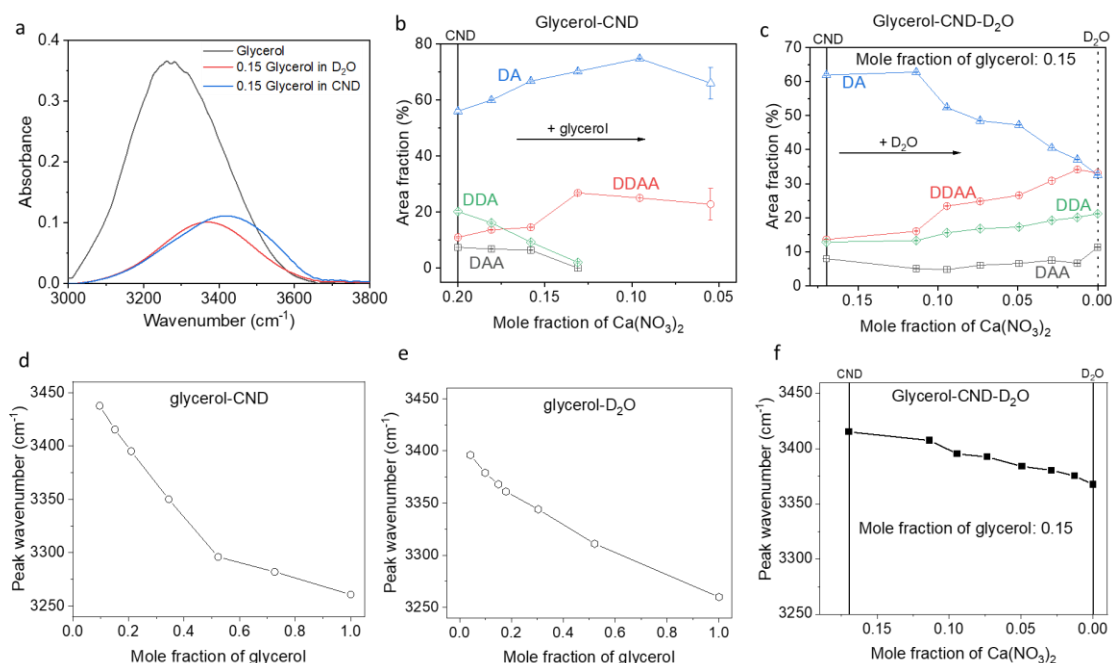 a
Absorbance
0.4
0.3
0.2
0.1
0.0
Glycerol
0.15 Glycerol in D₂O
0.15 Glycerol in CND
3000 3200 3400 3600 3800
Wavenumber (cm⁻¹)
b
Glycerol-CND
CND
Area fraction (%)
80
60
40
20
0
DA
+ glycerol
DDA
DDAA
DAA
0.20 0.15 0.10 0.05
Mole fraction of Ca(NO₃)₂
c
Glycerol-CND-D₂O
CND
D₂O
Area fraction (%)
70
60
50
40
30
20
10
0
Mole fraction of glycerol: 0.15
DA
+ D₂O
DDAA
DDA
DAA
0.15 0.10 0.05 0.00
Mole fraction of Ca(NO₃)₂
d
glycerol-CND
Peak wavenumber (cm⁻¹)
3450
3400
3350
3300
3250
0.0 0.2 0.4 0.6 0.8 1.0
Mole fraction of glycerol
e
glycerol-D₂O
Peak wavenumber (cm⁻¹)
3450
3400
3350
3300
3250
0.0 0.2 0.4 0.6 0.8 1.0
Mole fraction of glycerol
f
CND
D₂O
Glycerol-CND-D₂O
Peak wavenumber (cm⁻¹)
3450
3400
3350
3300
3250
Mole fraction of glycerol: 0.15
0.15 0.10 0.05 0.00
Mole fraction of Ca(NO₃)₂